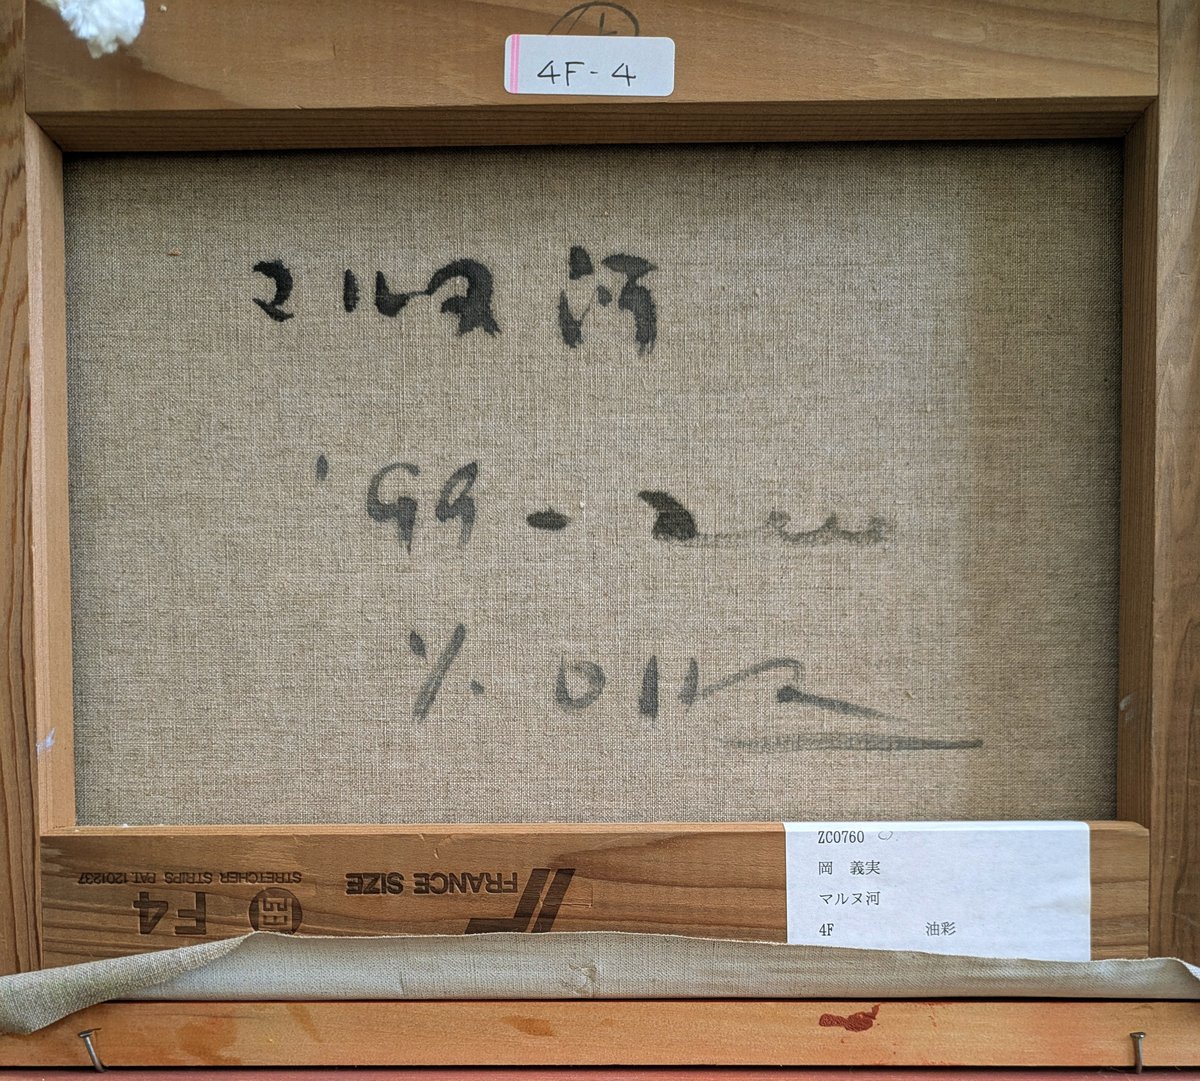 4F-4
マルヌ河
'99 - 2
Y. OKA
ZC0760
岡 義実
マルヌ河
4F 油彩
STRETCHER STRIPS PAT. 1201237
F4
FRANCE SIZE